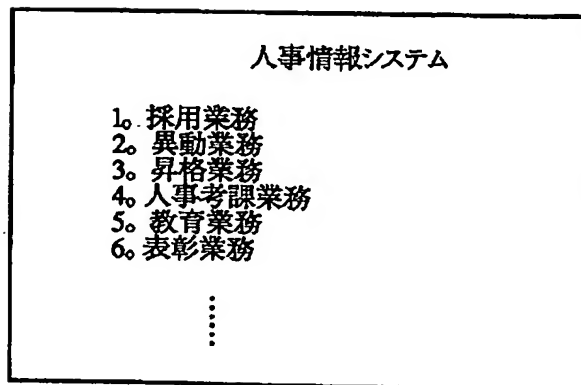 人事情報システム
1。採用業務
2。異動業務
3。昇格業務
4。人事考課業務
5。教育業務
6。表彰業務
⋮